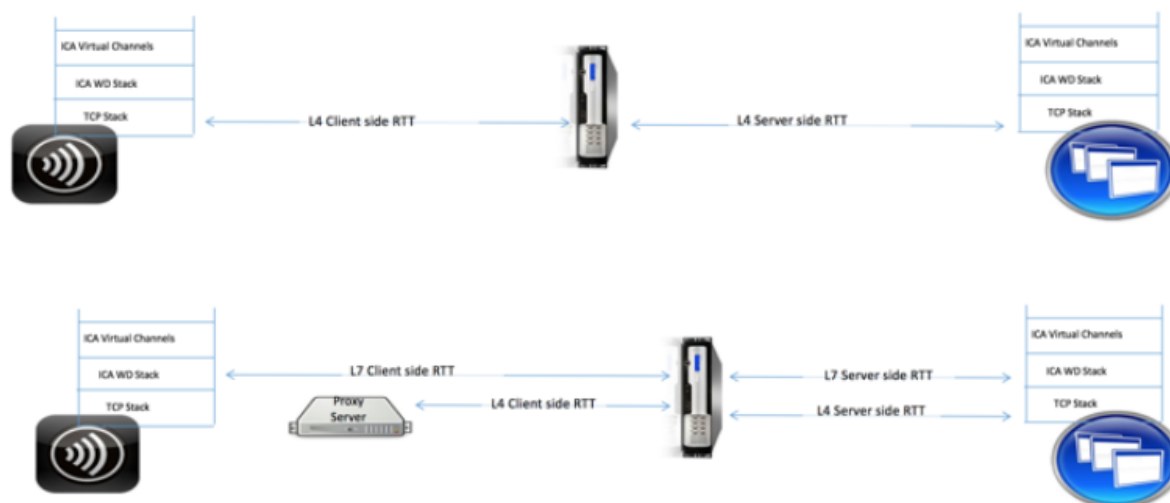 ICA Virtual Channels
ICA WD Stack
TCP Stack
L4 Client side RTT
L4 Server side RTT
ICA Virtual Channels
ICA WD Stack
TCP Stack
ICA Virtual Channels
ICA WD Stack
TCP Stack
L7 Client side RTT
Proxy
Server
L4 Client side RTT
L7 Server side RTT
L4 Server side RTT
ICA Virtual Channels
ICA WD Stack
TCP Stack